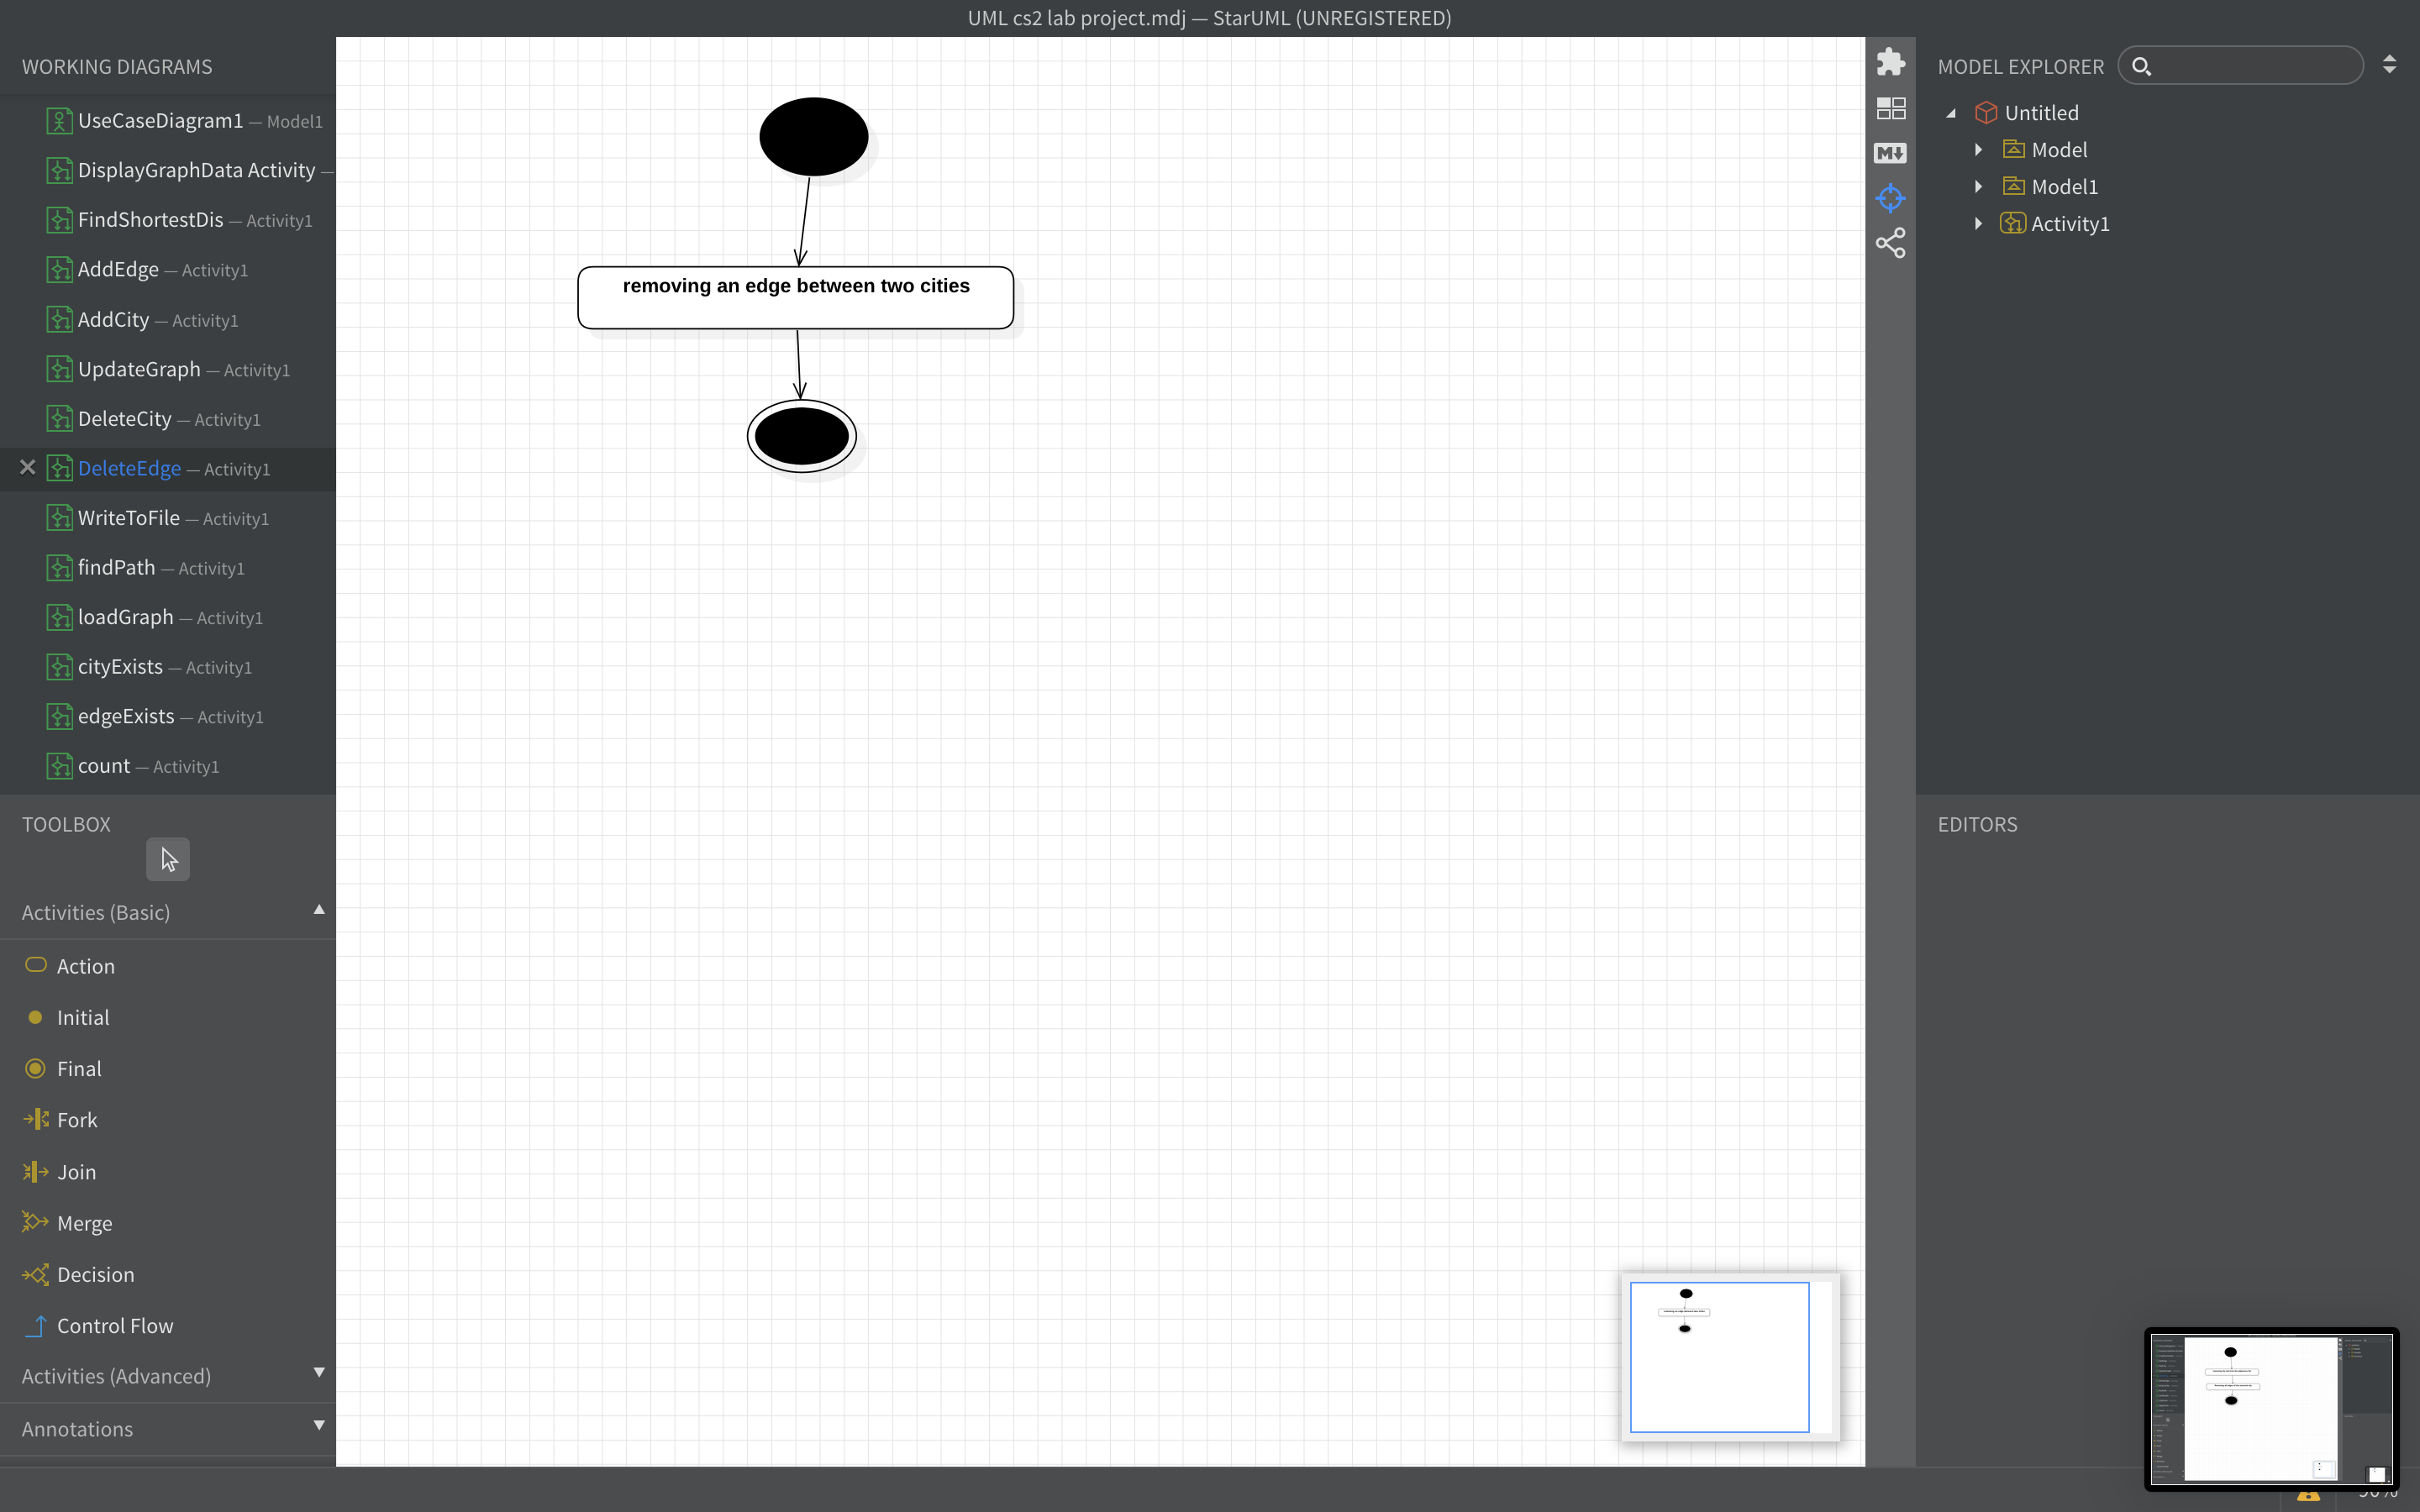 UML cs2 lab project.mdj — StarUML (UNREGISTERED)
WORKING DIAGRAMS
UseCaseDiagram1 — Model1
DisplayGraphData Activity —
FindShortestDis — Activity1
AddEdge — Activity1
AddCity — Activity1
UpdateGraph — Activity1
DeleteCity — Activity1
DeleteEdge — Activity1
WriteToFile — Activity1
findPath — Activity1
loadGraph — Activity1
cityExists — Activity1
edgeExists — Activity1
count — Activity1
TOOLBOX
Activities (Basic)
Action
Initial
Final
Fork
Join
Merge
Decision
Control Flow
Activities (Advanced)
Annotations
removing an edge between two cities
M
MODEL EXPLORER
Untitled
Model
Model1
Activity1
EDITORS